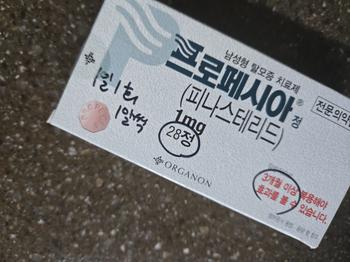 남성형 탈모증 치료제
프로페시아® 정
(피나스테리드)
전문의약
1일 1회
1알씩
1mg
28정
ORGANON
3개월 이상 복용해야
효과를 볼 수 있습니다.